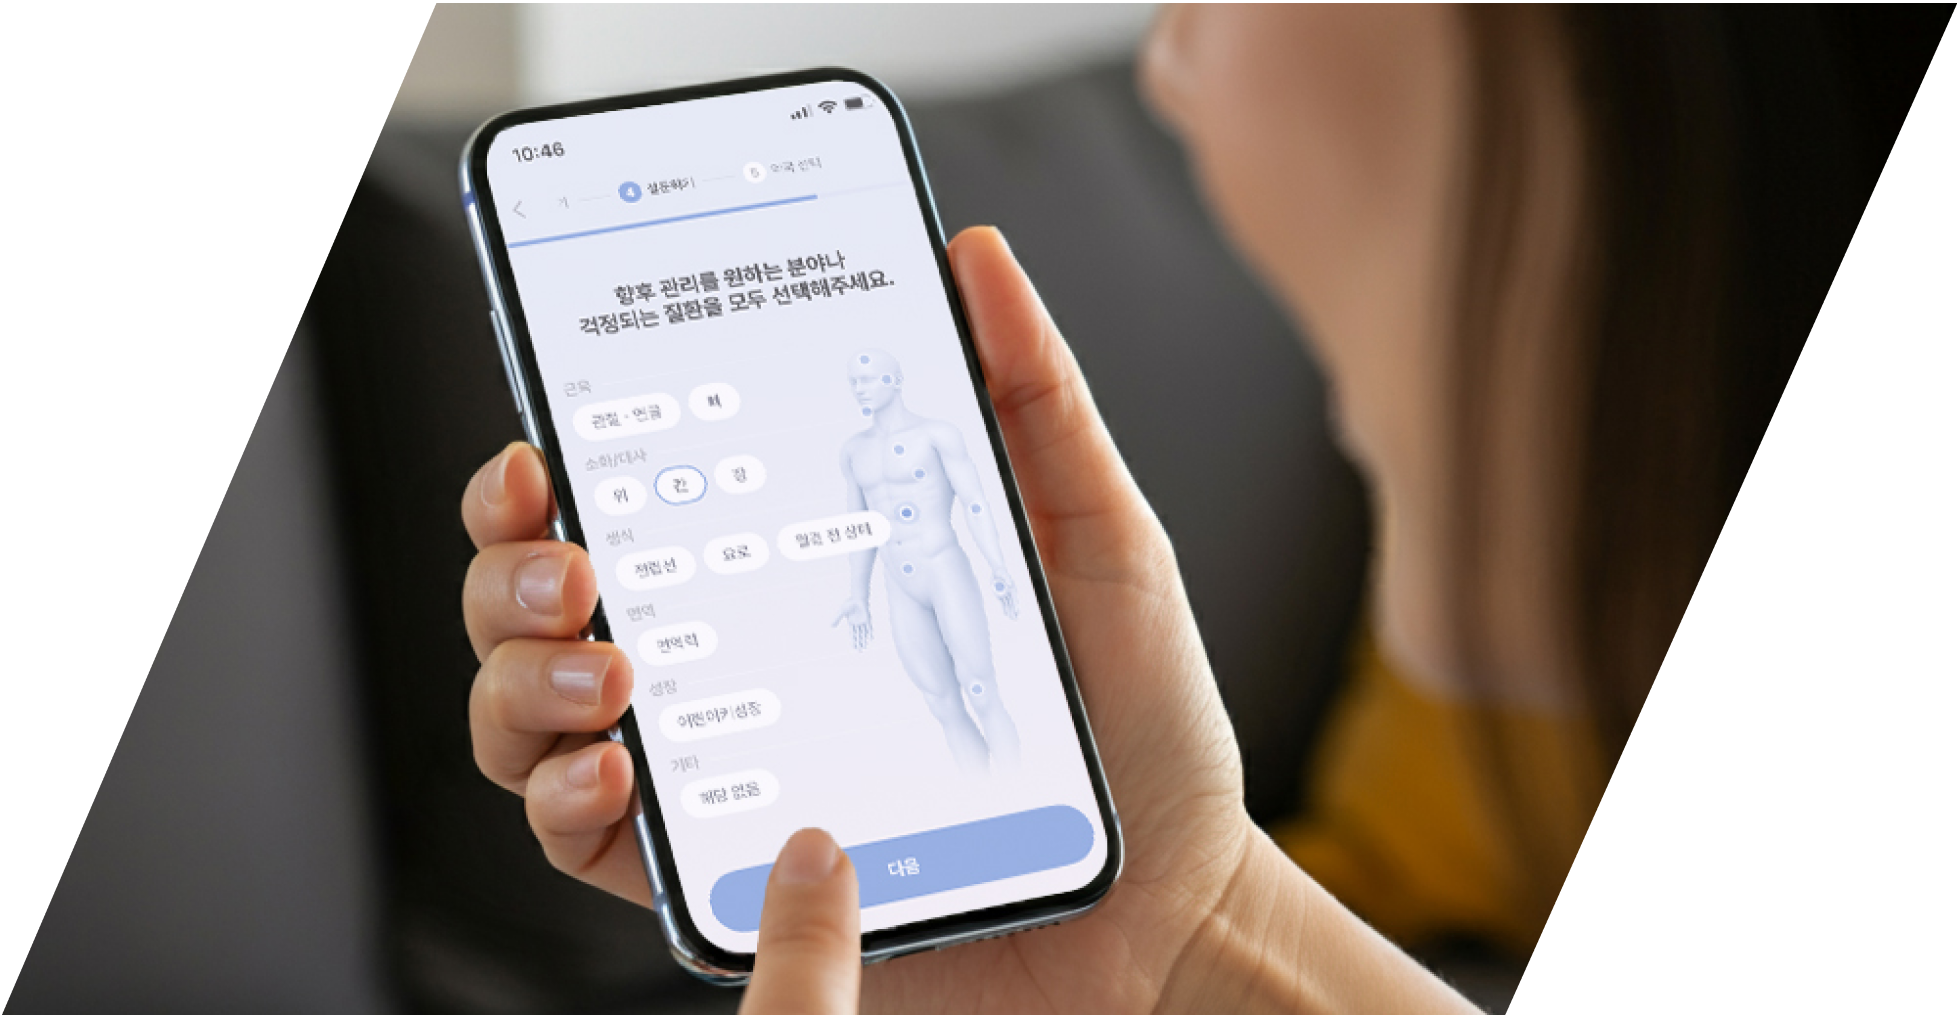 10:46
4 설문하기
5 약국 선택
향후 관리를 원하는 분야나
걱정되는 질환을 모두 선택해주세요.
근육
관절·연골 뼈
소화/대사
위 간 장
생식
전립선 요로 임신 전 상태
면역
면역력
성장
어린이키성장
기타
해당 없음
다음